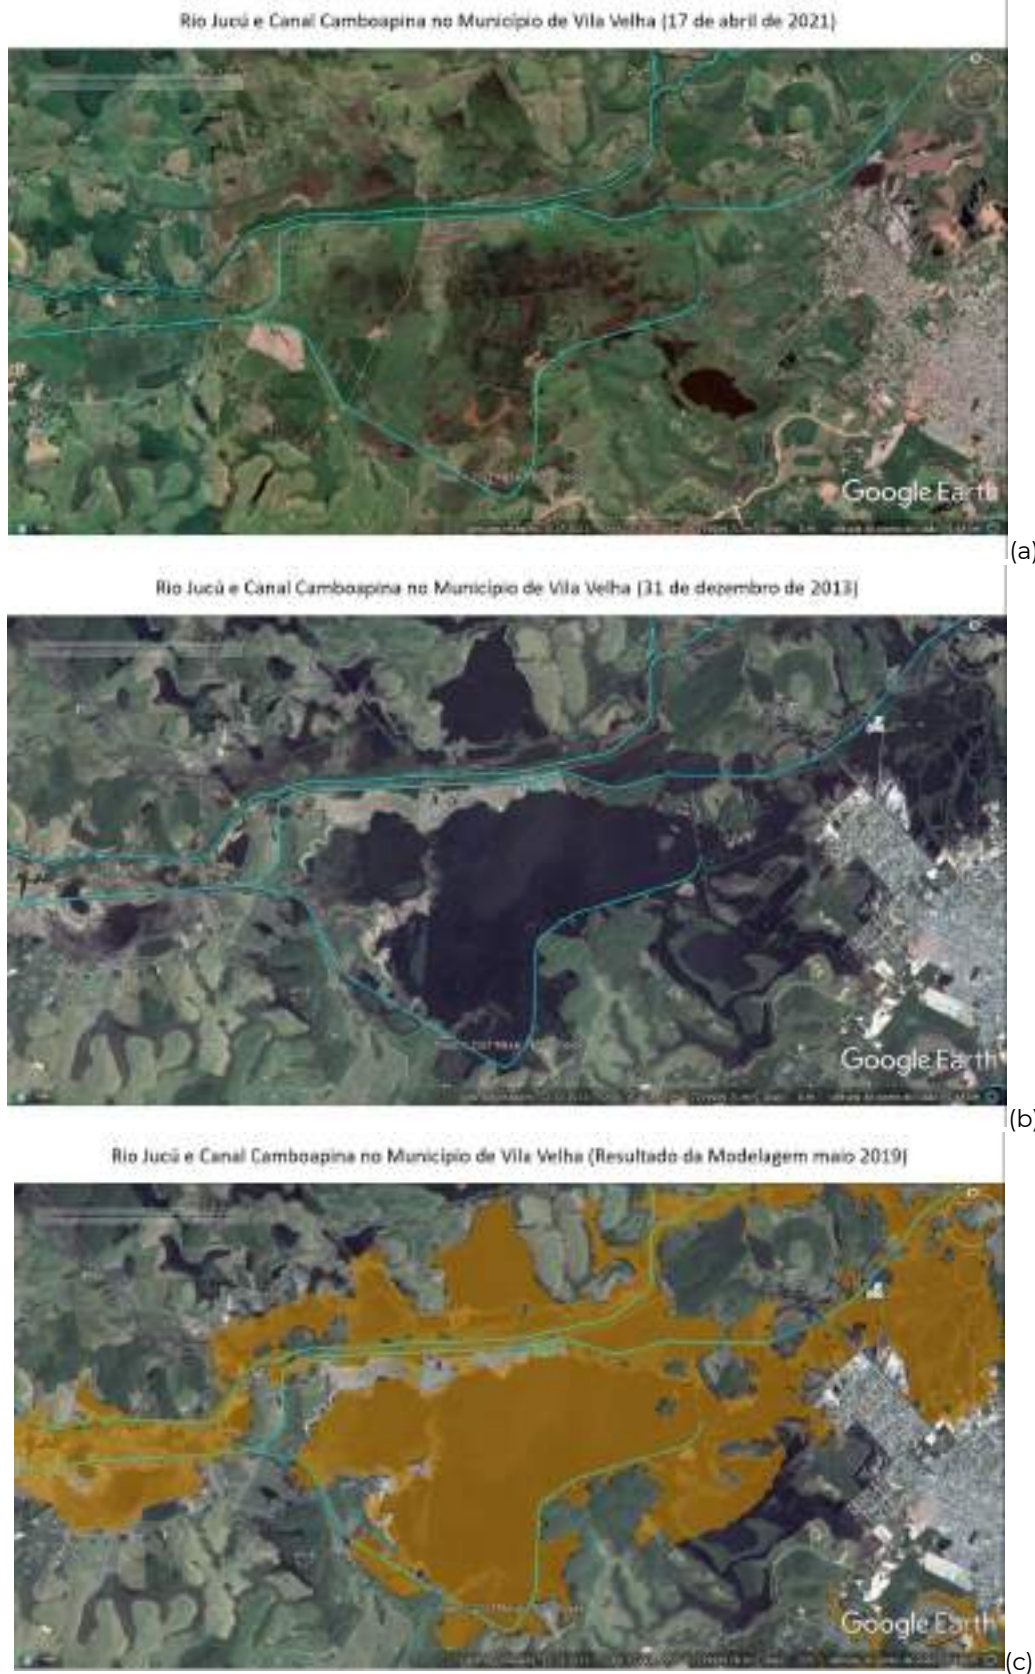 Rio Jucú e Canal Camboapina no Município de Vila Velha (17 de abril de 2021)
Google Earth
(a)
Rio Jucú e Canal Camboapina no Município de Vila Velha (31 de dezembro de 2013)
Google Earth
(b)
Rio Jucú e Canal Camboapina no Município de Vila Velha (Resultado da Modelagem maio 2019)
Google Earth
(c)